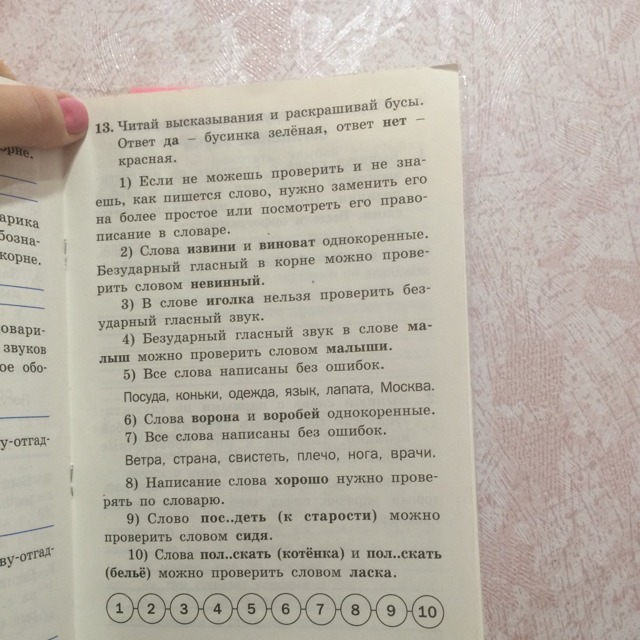 орне.
арика
бозна-
корне.
овари-
звуков
ое обо-
у-отгад-
ву-отгад-
13. Читай высказывания и раскрашивай бусы.
Ответ да – бусинка зелёная, ответ нет –
красная.
1) Если не можешь проверить и не зна-
ешь, как пишется слово, нужно заменить его
на более простое или посмотреть его право-
писание в словаре.
2) Слова извини и виноват однокоренные.
Безударный гласный в корне можно прове-
рить словом невинный.
3) В слове иголка нельзя проверить без-
ударный гласный звук.
4) Безударный гласный звук в слове ма-
лыш можно проверить словом малыши.
5) Все слова написаны без ошибок.
Посуда, коньки, одежда, язык, лапата, Москва.
6) Слова ворона и воробей однокоренные.
7) Все слова написаны без ошибок.
Ветра, страна, свистеть, плечо, нога, врачи.
8) Написание слова хорошо нужно прове-
рять по словарю.
9) Слово пос..деть (к старости) можно
проверить словом сидя.
10) Слова пол..скать (котёнка) и пол..скать
(бельё) можно проверить словом ласка.
1 2 3 4 5 6 7 8 9 10